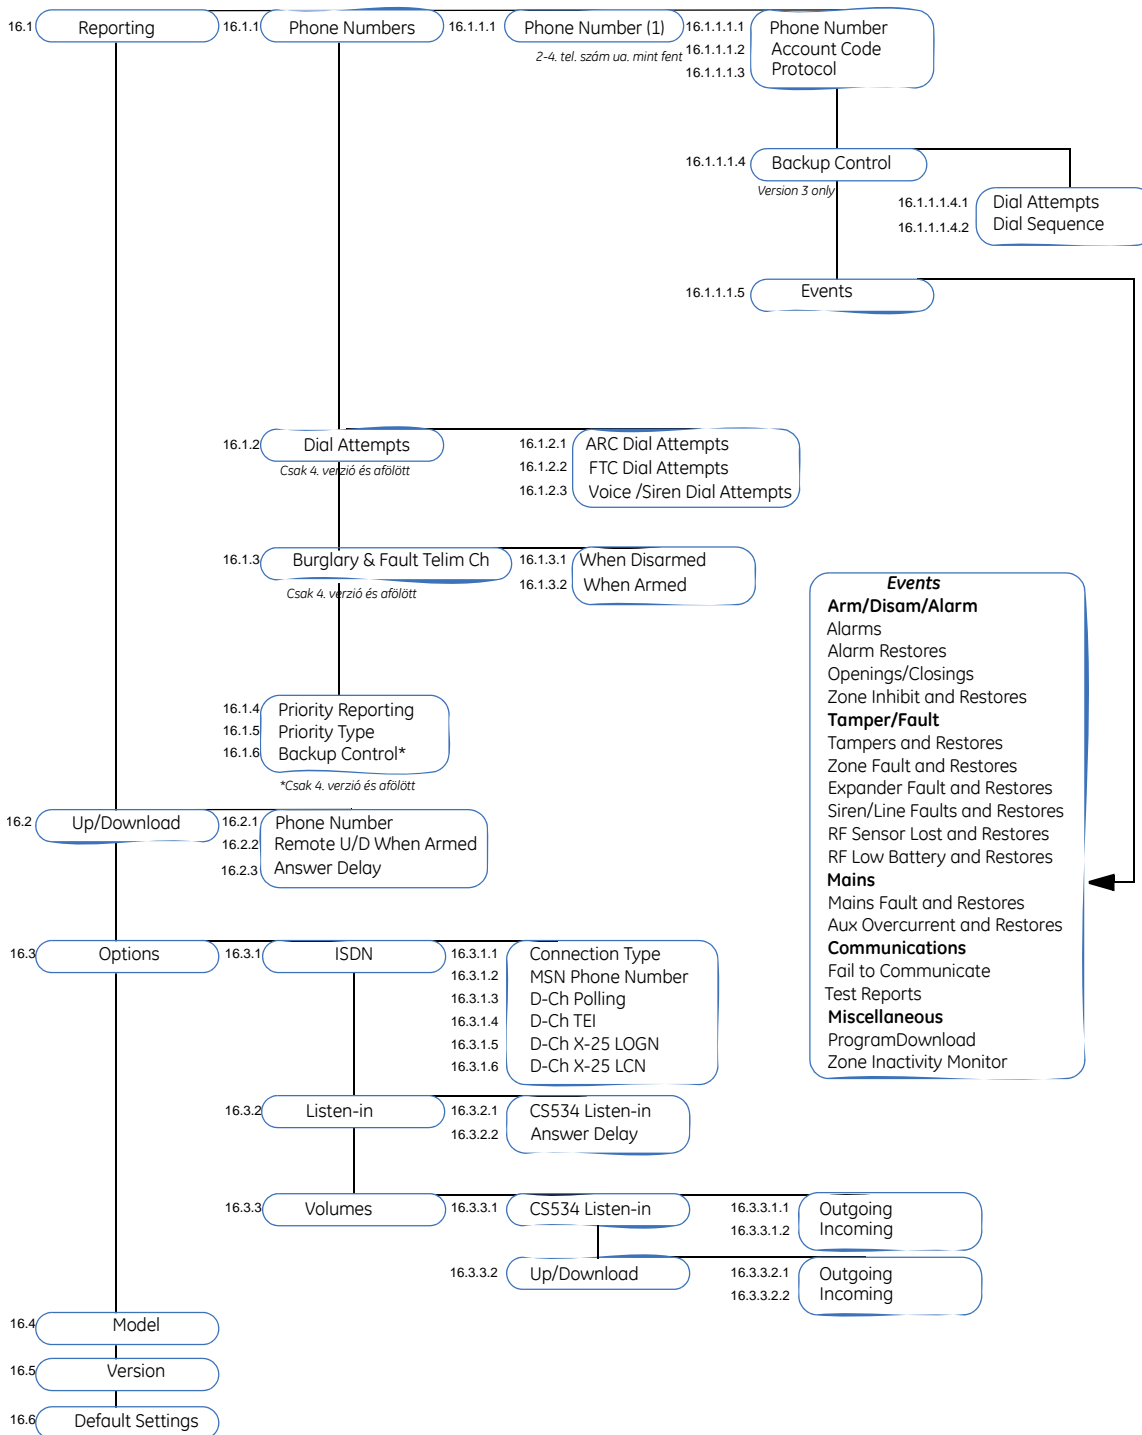 16.1 Reporting 16.1.1 Phone Numbers 16.1.1.1 Phone Number (1) 16.1.1.1.1 Phone Number
2-4. tel. szám ua. mint fent 16.1.1.1.2 Account Code
16.1.1.1.3 Protocol
16.1.1.1.4 Backup Control
Version 3 only
16.1.1.1.4.1 Dial Attempts
16.1.1.1.4.2 Dial Sequence
16.1.1.1.5 Events
16.1.2 Dial Attempts
Csak 4. verzió és afölött
16.1.2.1 ARC Dial Attempts
16.1.2.2 FTC Dial Attempts
16.1.2.3 Voice /Siren Dial Attempts
16.1.3 Burglary & Fault Telim Ch
Csak 4. verzió és afölött
16.1.3.1 When Disarmed
16.1.3.2 When Armed
Events
Arm/Disam/Alarm
Alarms
Alarm Restores
Openings/Closings
Zone Inhibit and Restores
Tamper/Fault
Tampers and Restores
Zone Fault and Restores
Expander Fault and Restores
Siren/Line Faults and Restores
RF Sensor Lost and Restores
RF Low Battery and Restores
Mains
Mains Fault and Restores
Aux Overcurrent and Restores
Communications
Fail to Communicate
Test Reports
Miscellaneous
ProgramDownload
Zone Inactivity Monitor
16.1.4 Priority Reporting
16.1.5 Priority Type
16.1.6 Backup Control*
*Csak 4. verzió és afölött
16.2 Up/Download 16.2.1 Phone Number
16.2.2 Remote U/D When Armed
16.2.3 Answer Delay
16.3 Options 16.3.1 ISDN 16.3.1.1 Connection Type
16.3.1.2 MSN Phone Number
16.3.1.3 D-Ch Polling
16.3.1.4 D-Ch TEI
16.3.1.5 D-Ch X-25 LOGN
16.3.1.6 D-Ch X-25 LCN
16.3.2 Listen-in 16.3.2.1 CS534 Listen-in
16.3.2.2 Answer Delay
16.3.3 Volumes 16.3.3.1 CS534 Listen-in 16.3.3.1.1 Outgoing
16.3.3.1.2 Incoming
16.3.3.2 Up/Download 16.3.3.2.1 Outgoing
16.3.3.2.2 Incoming
16.4 Model
16.5 Version
16.6 Default Settings